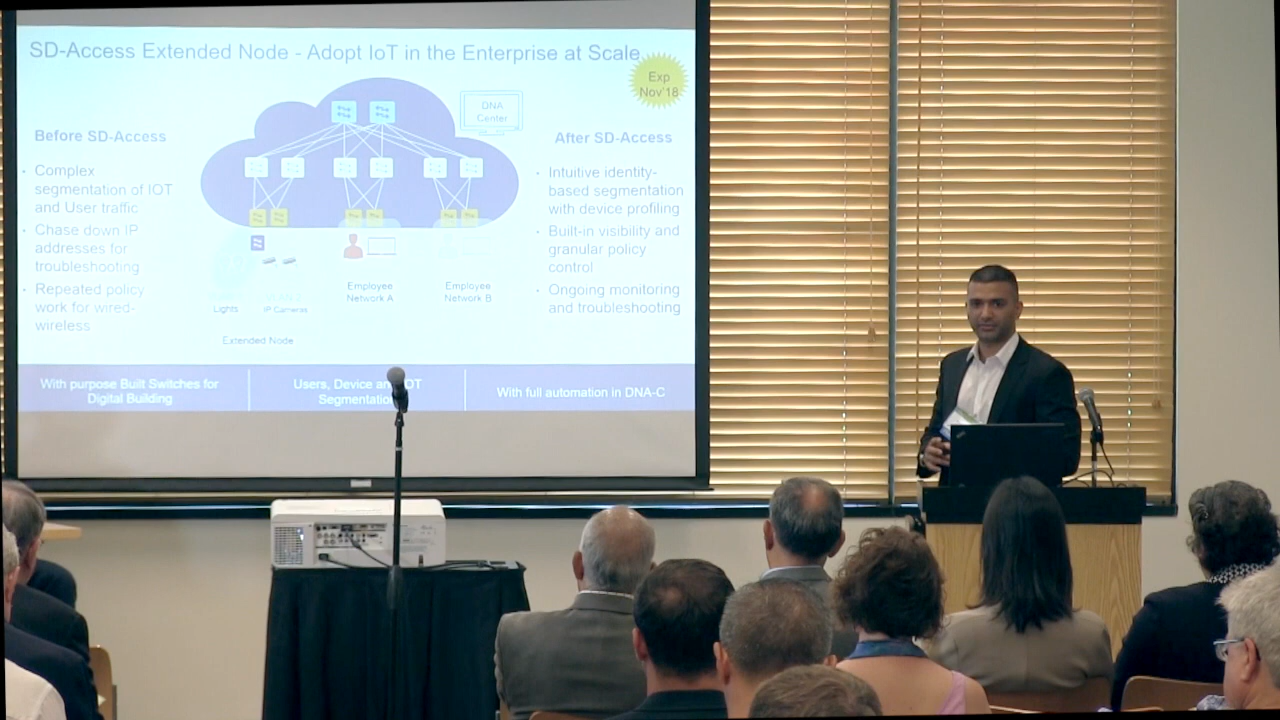 SD-Access Extended Node - Adopt IoT in the Enterprise at Scale
Exp
Nov'18
DNA
Center
Before SD-Access
• Complex
segmentation of IOT
and User traffic
• Chase down IP
addresses for
troubleshooting
• Repeated policy
work for wired-
wireless
Lights
IP Cameras
Extended Node
Employee
Network A
Employee
Network B
After SD-Access
• Intuitive identity-
based segmentation
with device profiling
• Built-in visibility and
granular policy
control
• Ongoing monitoring
and troubleshooting
With purpose Built Switches for
Digital Building
Users, Device
Segmentation
With full automation in DNA-C